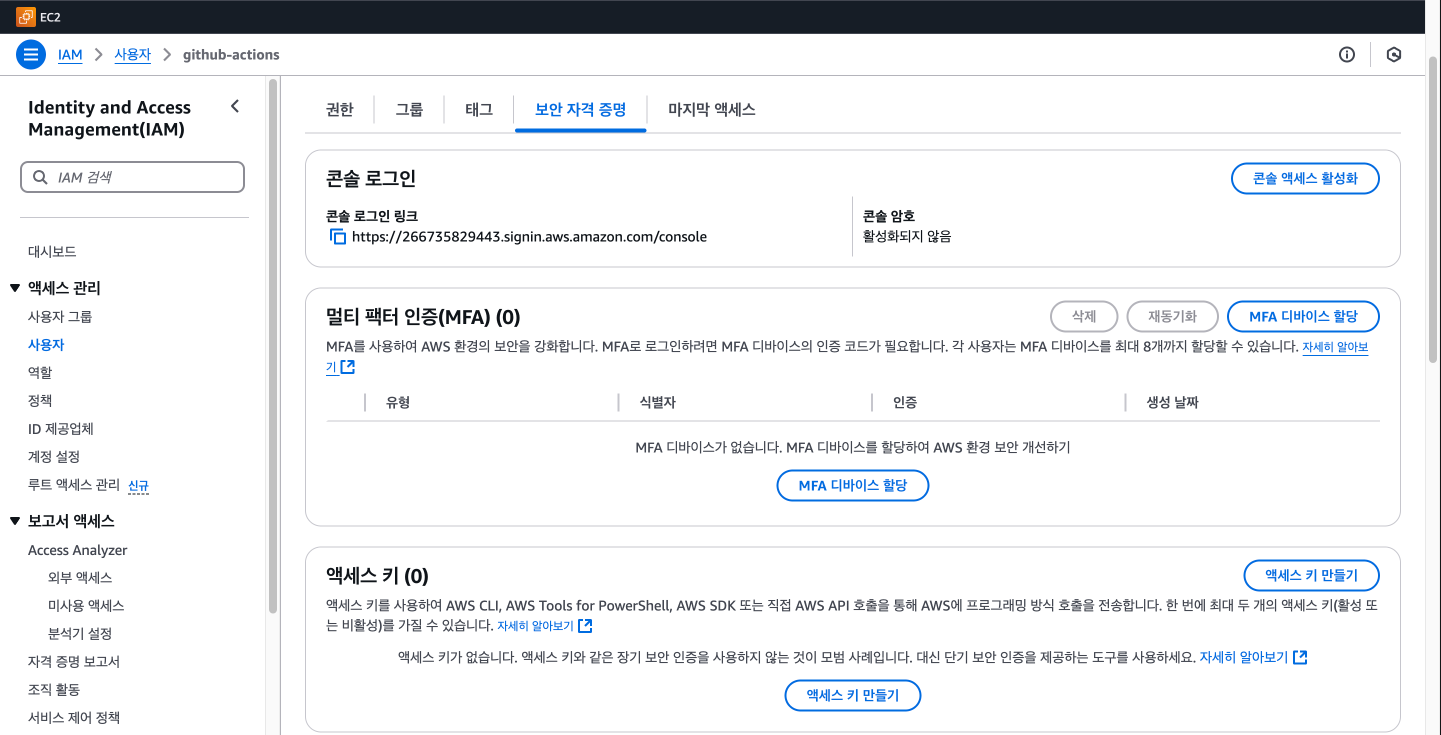 EC2
IAM > 사용자 > github-actions
Identity and Access
Management(IAM)
IAM 검색
대시보드
액세스 관리
사용자 그룹
사용자
역할
정책
ID 제공업체
계정 설정
루트 액세스 관리 신규
보고서 액세스
Access Analyzer
외부 액세스
미사용 액세스
분석기 설정
자격 증명 보고서
조직 활동
서비스 제어 정책
권한 그룹 태그 보안 자격 증명 마지막 액세스
콘솔 로그인
콘솔 액세스 활성화
콘솔 로그인 링크
https://266735829443.signin.aws.amazon.com/console
콘솔 암호
활성화되지 않음
멀티 팩터 인증(MFA) (0)
삭제 재동기화 MFA 디바이스 할당
MFA를 사용하여 AWS 환경의 보안을 강화합니다. MFA로 로그인하려면 MFA 디바이스의 인증 코드가 필요합니다. 각 사용자는 MFA 디바이스를 최대 8개까지 할당할 수 있습니다. 자세히 알아보
기
유형 식별자 인증 생성 날짜
MFA 디바이스가 없습니다. MFA 디바이스를 할당하여 AWS 환경 보안 개선하기
MFA 디바이스 할당
액세스 키 (0)
액세스 키 만들기
액세스 키를 사용하여 AWS CLI, AWS Tools for PowerShell, AWS SDK 또는 직접 AWS API 호출을 통해 AWS에 프로그래밍 방식 호출을 전송합니다. 한 번에 최대 두 개의 액세스 키(활성 또
는 비활성)를 가질 수 있습니다. 자세히 알아보기
액세스 키가 없습니다. 액세스 키와 같은 장기 보안 인증을 사용하지 않는 것이 모범 사례입니다. 대신 단기 보안 인증을 제공하는 도구를 사용하세요. 자세히 알아보기
액세스 키 만들기